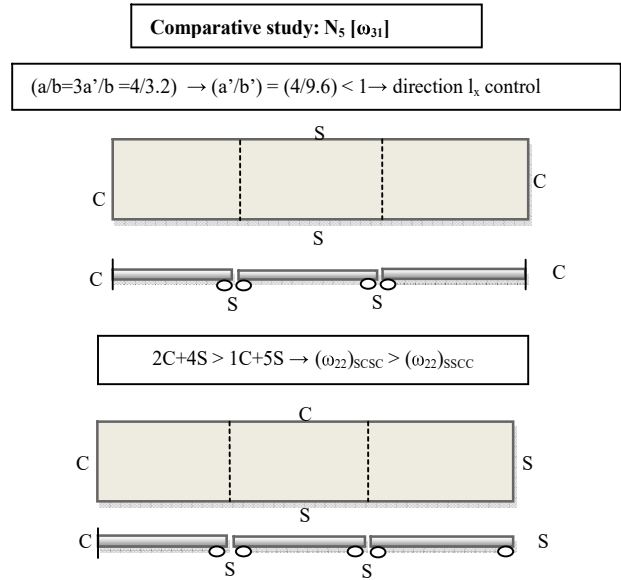 Comparative study: N₅ [ω₃₁]
(a/b=3a’/b =4/3.2) → (a’/b’) = (4/9.6) < 1→ direction lₓ control
S
C
C
S
C
C
S
S
2C+4S > 1C+5S → (ω₂₂)SCSC > (ω₂₂)SSCC
C
C
S
S
C
S
S
S